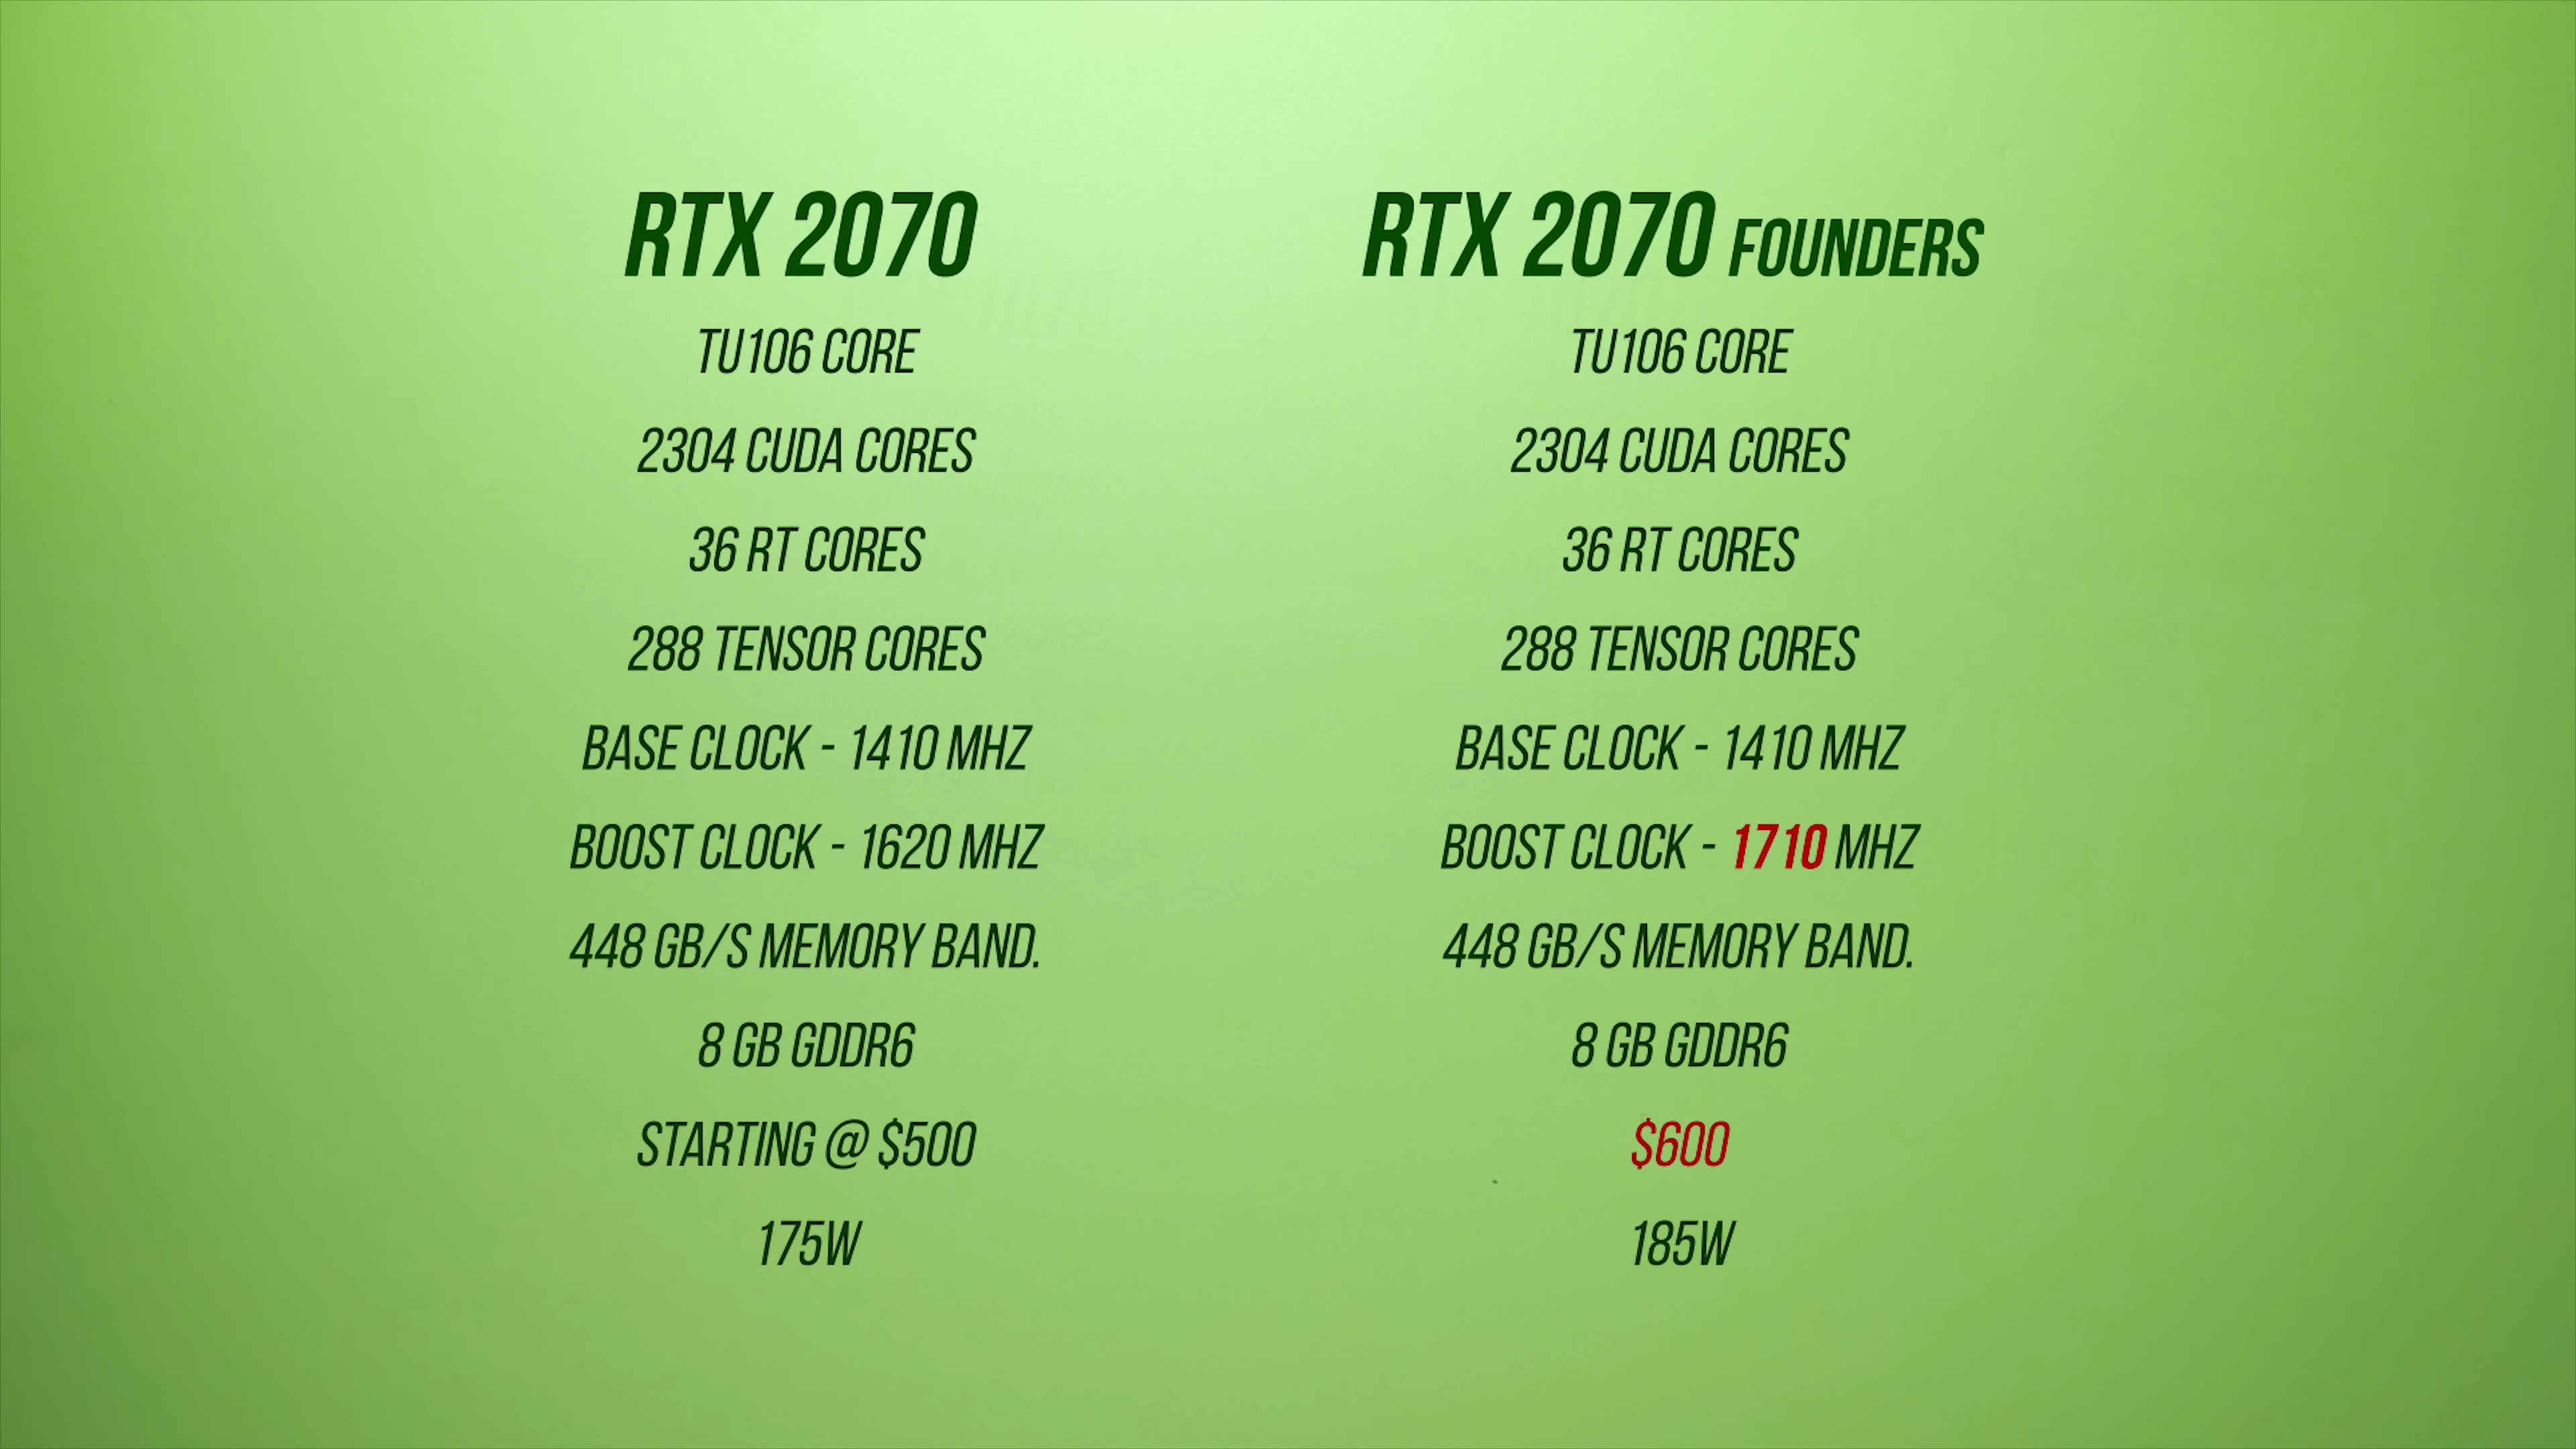 RTX 2070
TU106 CORE
2304 CUDA CORES
36 RT CORES
288 TENSOR CORES
BASE CLOCK - 1410 MHZ
BOOST CLOCK - 1620 MHZ
448 GB/S MEMORY BAND.
8 GB GDDR6
STARTING @ $500
175W
RTX 2070 FOUNDERS
TU106 CORE
2304 CUDA CORES
36 RT CORES
288 TENSOR CORES
BASE CLOCK - 1410 MHZ
BOOST CLOCK - 1710 MHZ
448 GB/S MEMORY BAND.
8 GB GDDR6
$600
185W